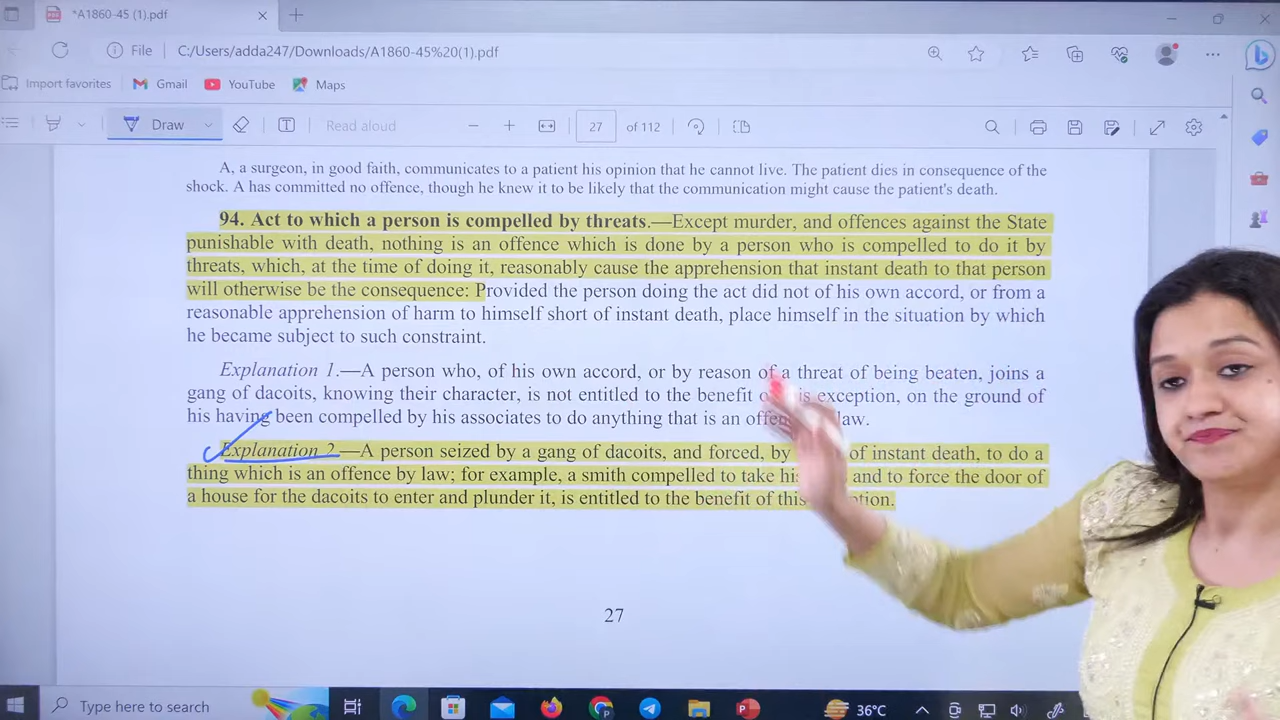 *A1860-45 (1).pdf
File
C:/Users/adda247/Downloads/A1860-45%20(1).pdf
Import favorites
Gmail
YouTube
Maps
Draw
Read aloud
27
of 112
A, a surgeon, in good faith, communicates to a patient his opinion that he cannot live. The patient dies in consequence of the
shock. A has committed no offence, though he knew it to be likely that the communication might cause the patient's death.
94. Act to which a person is compelled by threats.—Except murder, and offences against the State
punishable with death, nothing is an offence which is done by a person who is compelled to do it by
threats, which, at the time of doing it, reasonably cause the apprehension that instant death to that person
will otherwise be the consequence: Provided the person doing the act did not of his own accord, or from a
reasonable apprehension of harm to himself short of instant death, place himself in the situation by which
he became subject to such constraint.
Explanation 1.—A person who, of his own accord, or by reason of a threat of being beaten, joins a
gang of dacoits, knowing their character, is not entitled to the benefit is exception, on the ground of
his having been compelled by his associates to do anything that is an law.
Explanation 2.—A person seized by a gang of dacoits, and forced, by of instant death, to do a
thing which is an offence by law; for example, a smith compelled to take and to force the door of
a house for the dacoits to enter and plunder it, is entitled to the benefit of
27
Type here to search
36°C